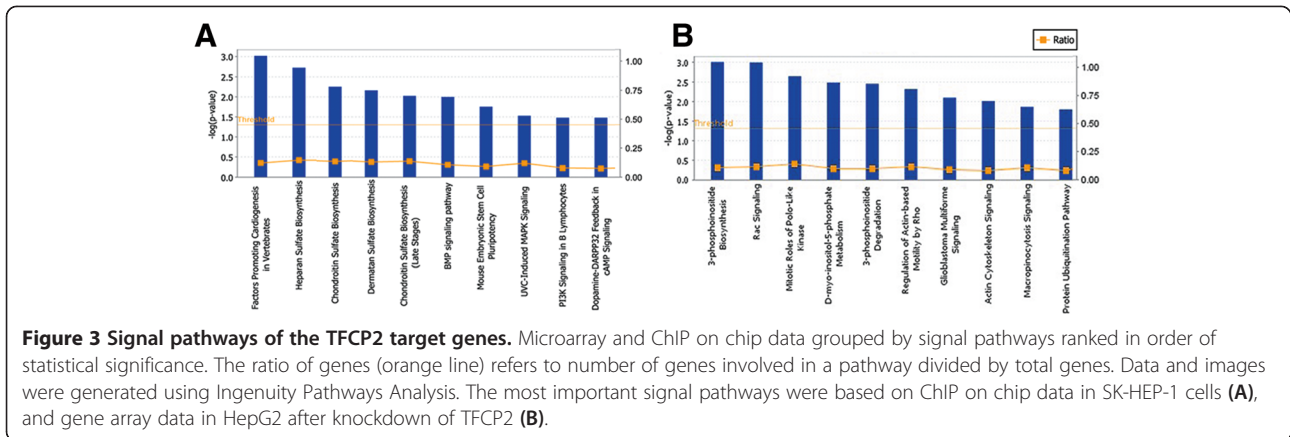 A
B
Ratio
3.0
2.5
2.0
1.5
1.0
0.5
0.0
-log(p-value)
Threshold
1.00
0.75
0.50
0.25
0.00
Factors Promoting Cardiogenesis
in Vertebrates
Heparan Sulfate Biosynthesis
Chondroitin Sulfate Biosynthesis
Dermatan Sulfate Biosynthesis
Chondroitin Sulfate Biosynthesis
(Late Stages)
BMP signaling pathway
Mouse Embryonic Stem Cell
Pluripotency
UVC-Induced MAPK Signaling
PI3K Signaling in B Lymphocytes
Dopamine-DARPP32 Feedback in
cAMP Signaling
3.0
2.5
2.0
1.5
1.0
0.5
0.0
-log(p-value)
Threshold
1.00
0.75
0.50
0.25
0.00
3-phosphoinositide
Biosynthesis
Rac Signaling
Mitotic Roles of Polo-Like
Kinase
D-myo-inositol-5-phosphate
Metabolism
3-phosphoinositide
Degradation
Regulation of Actin-based
Motility by Rho
Glioblastoma Multiforme
Signaling
Actin Cytoskeleton Signaling
Macropinocytosis Signaling
Protein Ubiquitination Pathway
Figure 3 Signal pathways of the TFCP2 target genes. Microarray and ChIP on chip data grouped by signal pathways ranked in order of
statistical significance. The ratio of genes (orange line) refers to number of genes involved in a pathway divided by total genes. Data and images
were generated using Ingenuity Pathways Analysis. The most important signal pathways were based on ChIP on chip data in SK-HEP-1 cells (A),
and gene array data in HepG2 after knockdown of TFCP2 (B).